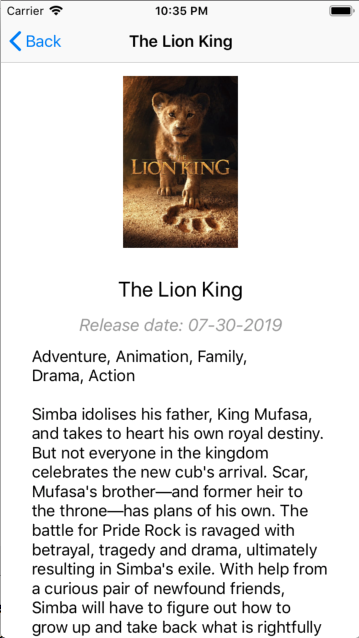 Carrier 10:35 PM
Back The Lion King
THE LION KING
The Lion King
Release date: 07-30-2019
Adventure, Animation, Family,
Drama, Action
Simba idolises his father, King Mufasa,
and takes to heart his own royal destiny.
But not everyone in the kingdom
celebrates the new cub's arrival. Scar,
Mufasa's brother—and former heir to
the throne—has plans of his own. The
battle for Pride Rock is ravaged with
betrayal, tragedy and drama, ultimately
resulting in Simba's exile. With help from
a curious pair of newfound friends,
Simba will have to figure out how to
grow up and take back what is rightfully